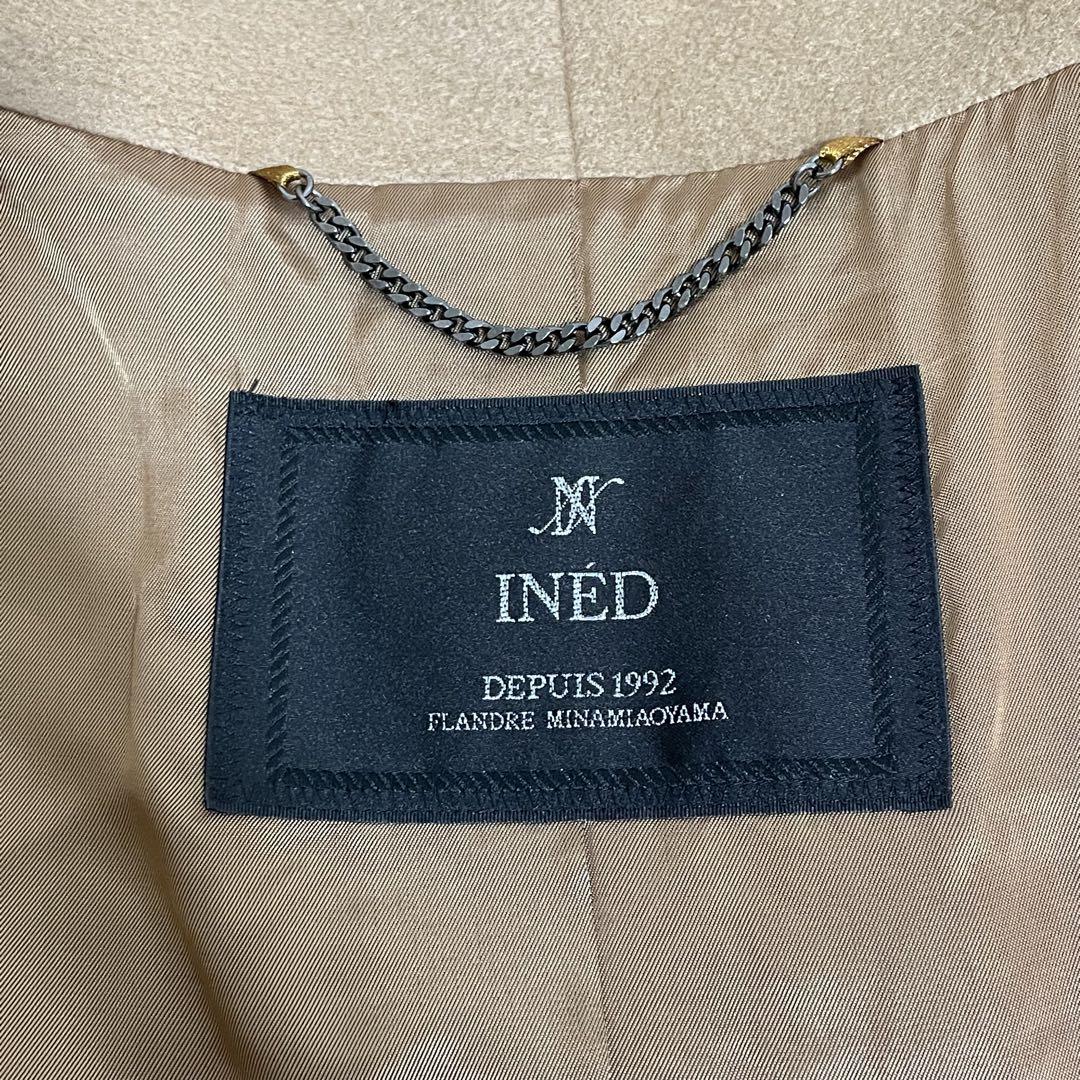 INÉD
DEPUIS 1992
FLANDRE MINAMIAOYAMA